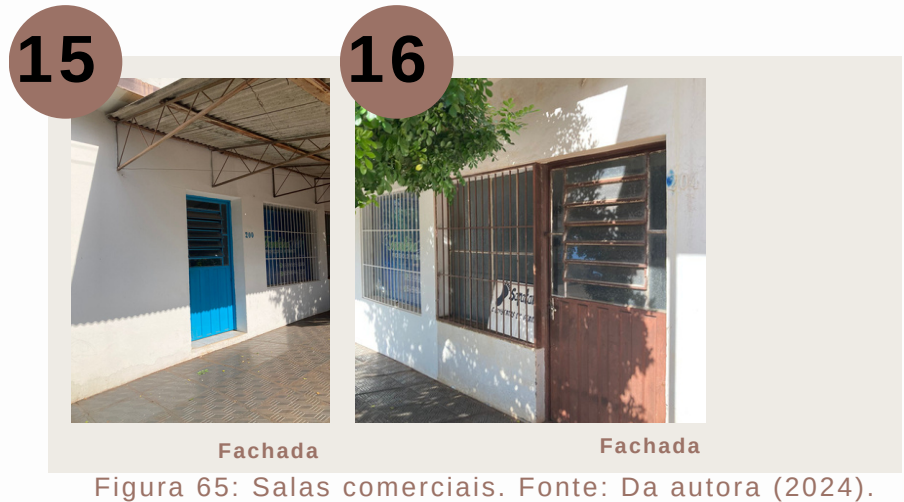 15
16
Fachada
Fachada
Figura 65: Salas comerciais. Fonte: Da autora (2024).